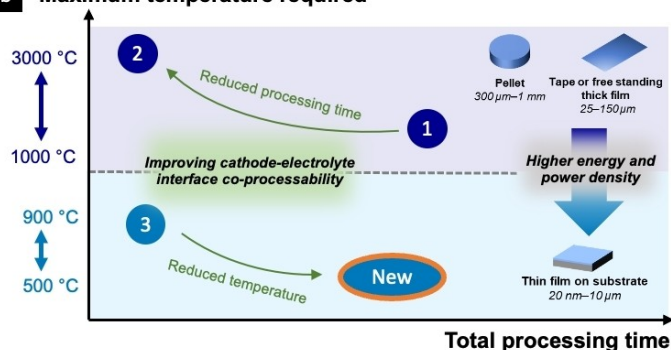 b Maximum temperature required
3000 °C
1000 °C
900 °C
500 °C
2
Reduced processing time
1
Pellet
300 µm–1 mm
Tape or free standing
thick film
25–150 µm
Improving cathode-electrolyte
interface co-processability
Higher energy and
power density
3
Reduced temperature
New
Thin film on substrate
20 nm–10 µm
Total processing time